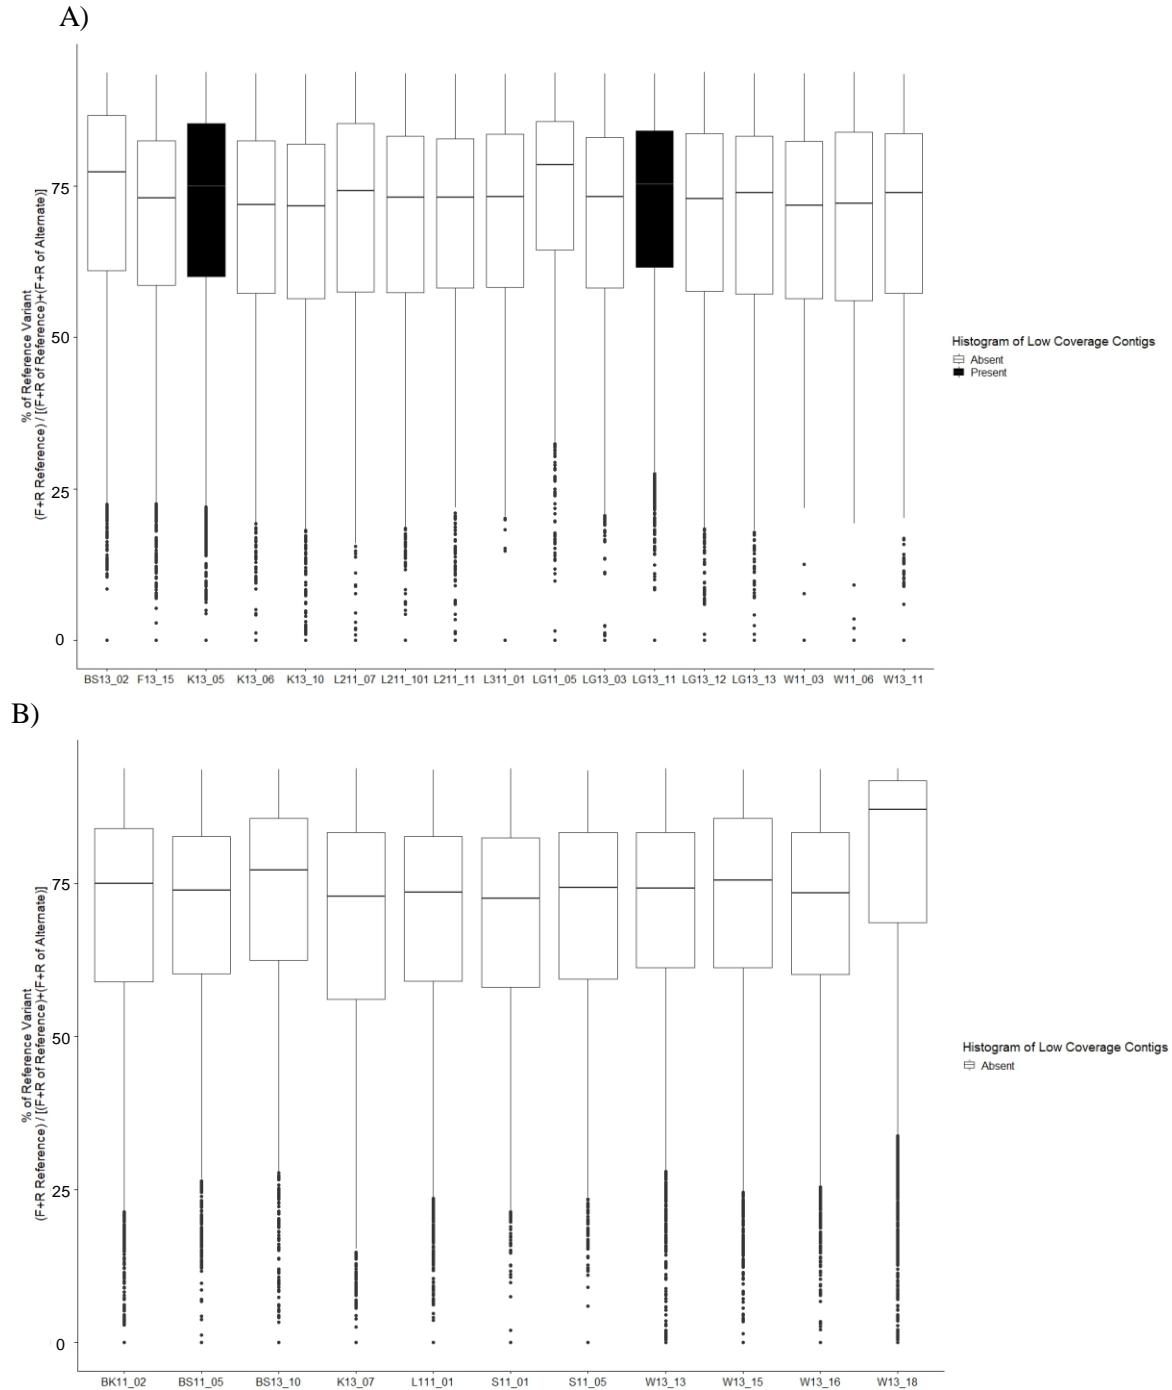 A)
% of Reference Variant
(F+R Reference) / [(F+R of Reference)+(F+R of Alternate)]
75
50
25
0
BS13_02 F13_15 K13_05 K13_06 K13_10 L211_07 L211_101 L211_11 L311_01 LG11_05 LG13_03 LG13_11 LG13_12 LG13_13 W11_03 W11_06 W13_11
Histogram of Low Coverage Contigs
Absent
Present
B)
% of Reference Variant
(F+R Reference) / [(F+R of Reference)+(F+R of Alternate)]
75
50
25
0
BK11_02 BS11_05 BS13_10 K13_07 L111_01 S11_01 S11_05 W13_13 W13_15 W13_16 W13_18
Histogram of Low Coverage Contigs
Absent